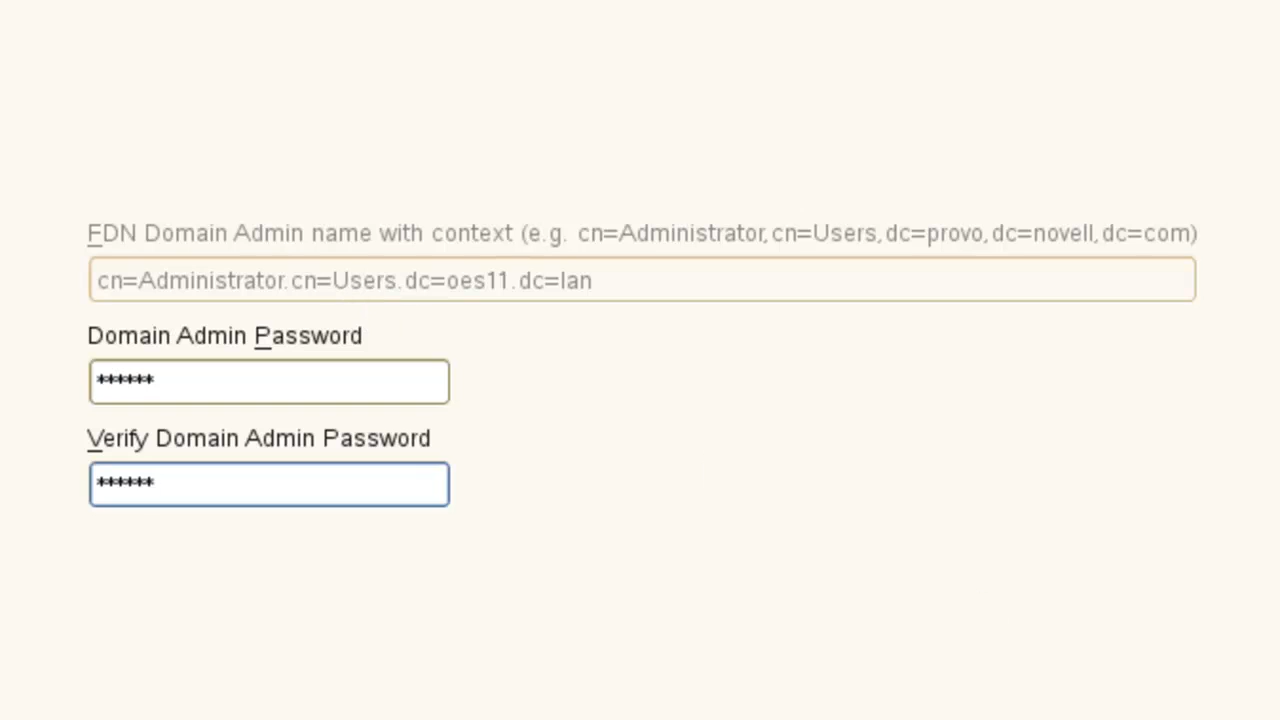 FDN Domain Admin name with context (e.g. cn=Administrator,cn=Users,dc=provo,dc=novell,dc=com)
cn=Administrator.cn=Users.dc=oes11.dc=lan
Domain Admin Password
******
Verify Domain Admin Password
******